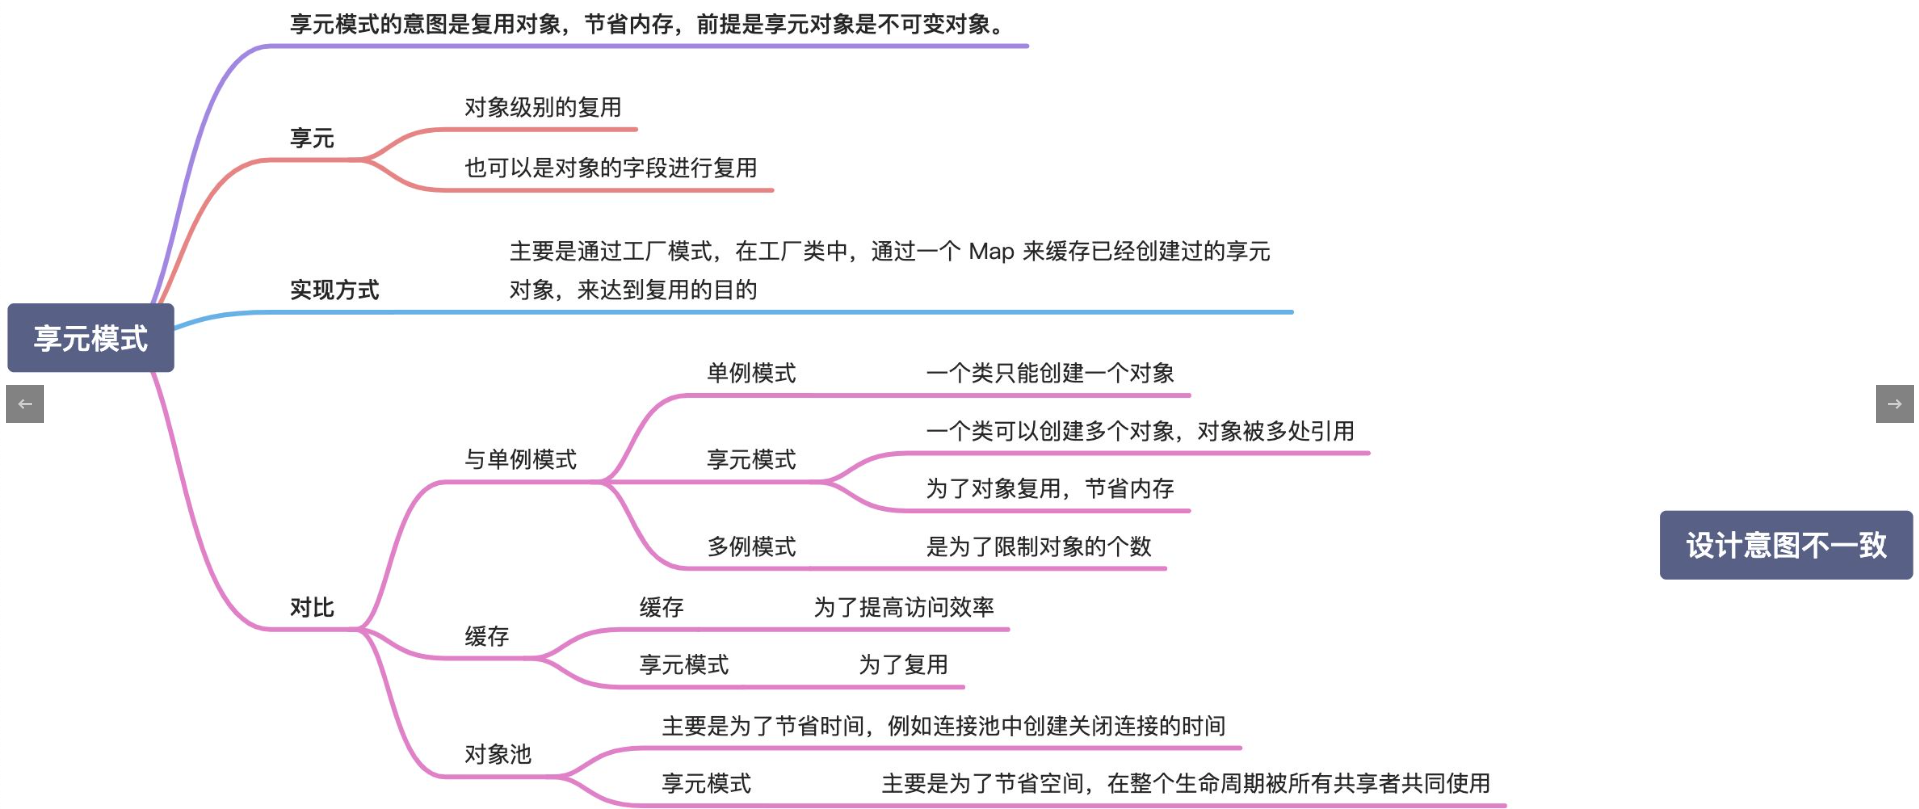 享元模式的意图是复用对象，节省内存，前提是享元对象是不可变对象。
享元
对象级别的复用
也可以是对象的字段进行复用
实现方式
主要是通过工厂模式，在工厂类中，通过一个 Map 来缓存已经创建过的享元
对象，来达到复用的目的
享元模式
对比
与单例模式
单例模式
一个类只能创建一个对象
享元模式
一个类可以创建多个对象，对象被多处引用
为了对象复用，节省内存
多例模式
是为了限制对象的个数
缓存
缓存
为了提高访问效率
享元模式
为了复用
对象池
主要是为了节省时间，例如连接池中创建关闭连接的时间
享元模式
主要是为了节省空间，在整个生命周期被所有共享者共同使用
设计意图不一致